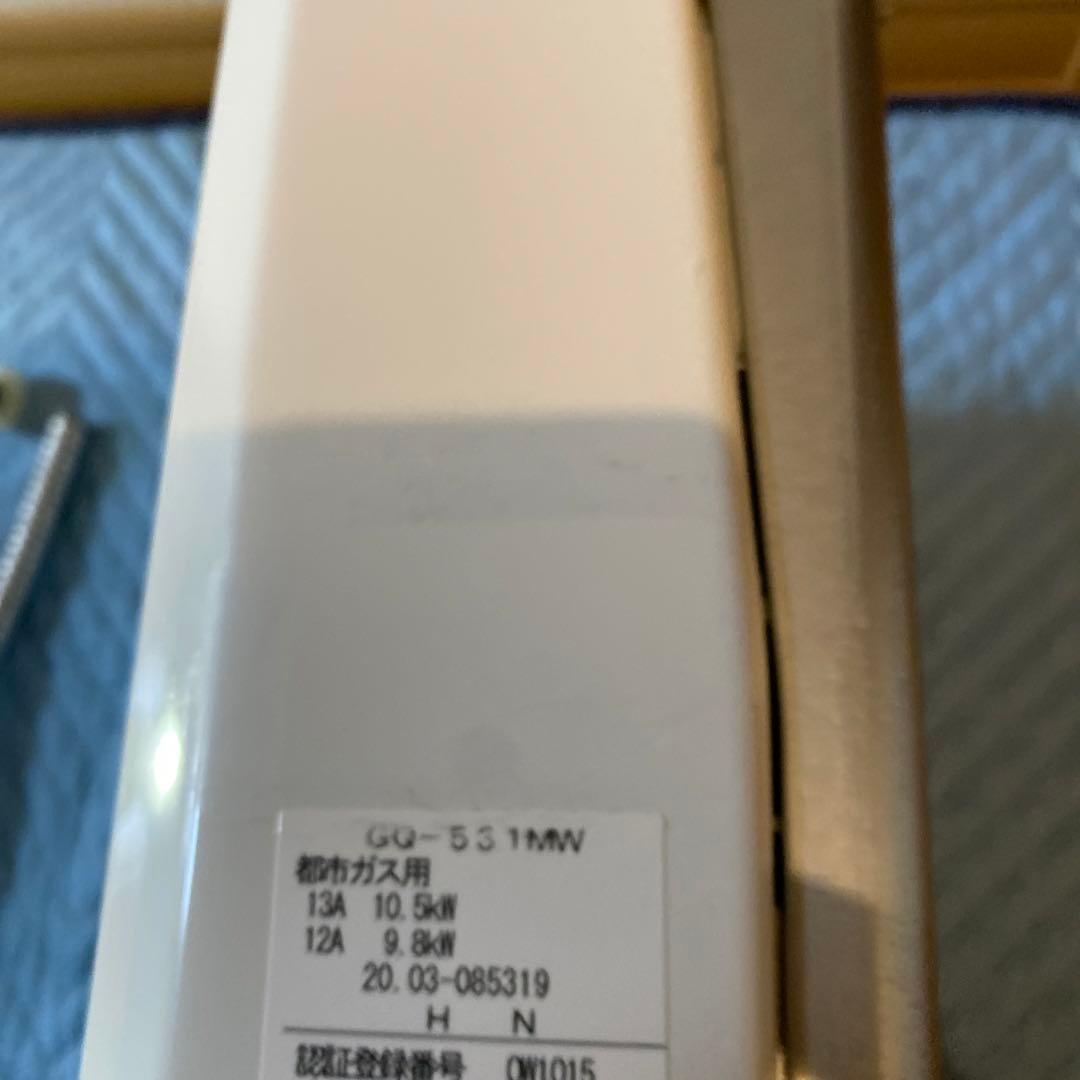 GQ-531MW
都市ガス用
13A 10.5kW
12A 9.8kW
20.03-085319
H N
認証登録番号 QW1015